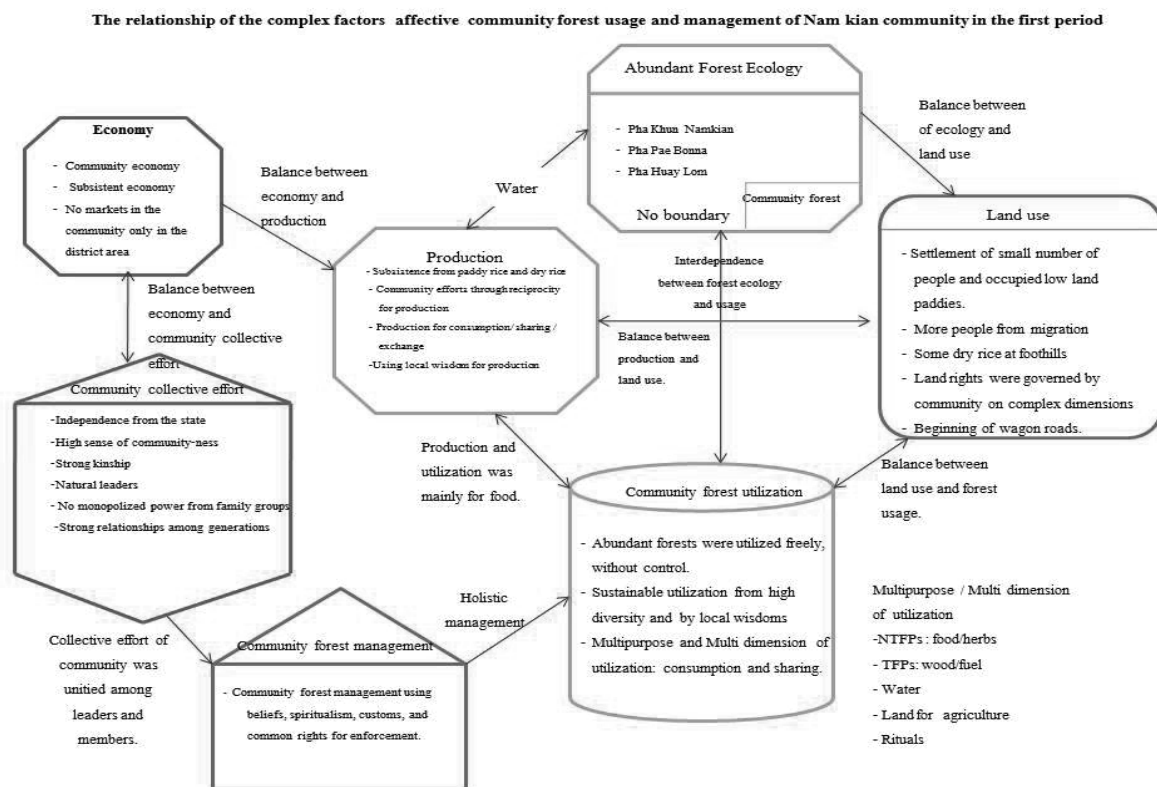 The relationship of the complex factors affective community forest usage and management of Nam kian community in the first period
Economy
- Community economy
- Subsistent economy
- No markets in the
community only in the
district area
Balance between
economy and
production
Water
Abundant Forest Ecology
- Pha Khun Namkian
- Pha Pae Bonna
- Pha Huay Lom
Community forest
No boundary
Balance between
of ecology and
land use
Land use
- Settlement of small number of
people and occupied low land
paddies.
- More people from migration
- Some dry rice at foothills
- Land rights were governed by
community on complex dimensions
- Beginning of wagon roads.
Production
- Subsistence from paddy rice and dry rice
- Community efforts through reciprocity
for production
- Production for consumption/ sharing /
exchange
-Using local wisdom for production
Interdependence
between forest ecology
and usage
Balance between
production and
land use.
Balance between
economy and
community collective
effort
Community collective effort
-Independence from the state
-High sense of community-ness
-Strong kinship
-Natural leaders
- No monopolized power from family groups
-Strong relationships among generations
Production and
utilization was
mainly for food.
Balance between
land use and forest
usage.
Community forest utilization
- Abundant forests were utilized freely,
without control.
- Sustainable utilization from high
diversity and by local wisdoms
- Multipurpose and Multi dimension of
utilization: consumption and sharing.
Collective effort of
community was
unitied among
leaders and
members.
Community forest management
- Community forest management using
beliefs, spiritualism, customs, and
common rights for enforcement.
Holistic
management
Multipurpose / Multi dimension
of utilization
-NTFPs : food/herbs
- TFPs: wood/fuel
- Water
- Land for agriculture
- Rituals